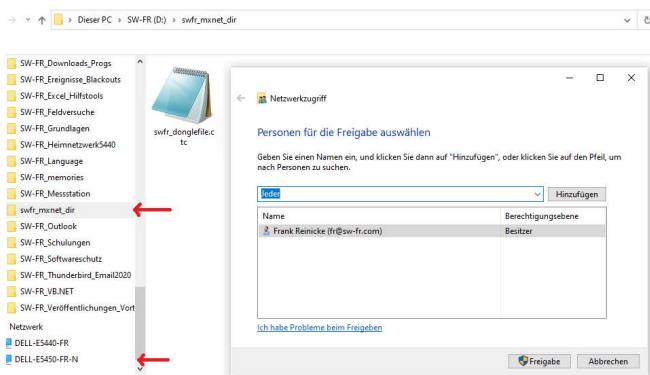 Dieser PC > SW-FR (D:) > swfr_mxnet_dir
SW-FR_Downloads_Progs
SW-FR_Ereignisse_Blackouts
SW-FR_Excel_Hilfstools
SW-FR_Feldversuche
SW-FR_Grundlagen
SW-FR_Heimnetzwerk5440
SW-FR_Language
SW-FR_memories
SW-FR_Messstation
swfr_mxnet_dir
SW-FR_Outlook
SW-FR_Schulungen
SW-FR_Softwareschutz
SW-FR_Thunderbird_Email2020
SW-FR_VB.NET
SW-FR_Veröffentlichungen_Vort
Netzwerk
DELL-E5440-FR
DELL-E5450-FR-N
swfr_donglefile.c
tc
Netzwerkzugriff
Personen für die Freigabe auswählen
Geben Sie einen Namen ein, und klicken Sie dann auf "Hinzufügen", oder klicken Sie auf den Pfeil, um
nach Personen zu suchen.
Jeder
Hinzufügen
Name
Berechtigungsebene
Frank Reinicke (fr@sw-fr.com)
Besitzer
Ich habe Probleme beim Freigeben
Freigabe
Abbrechen